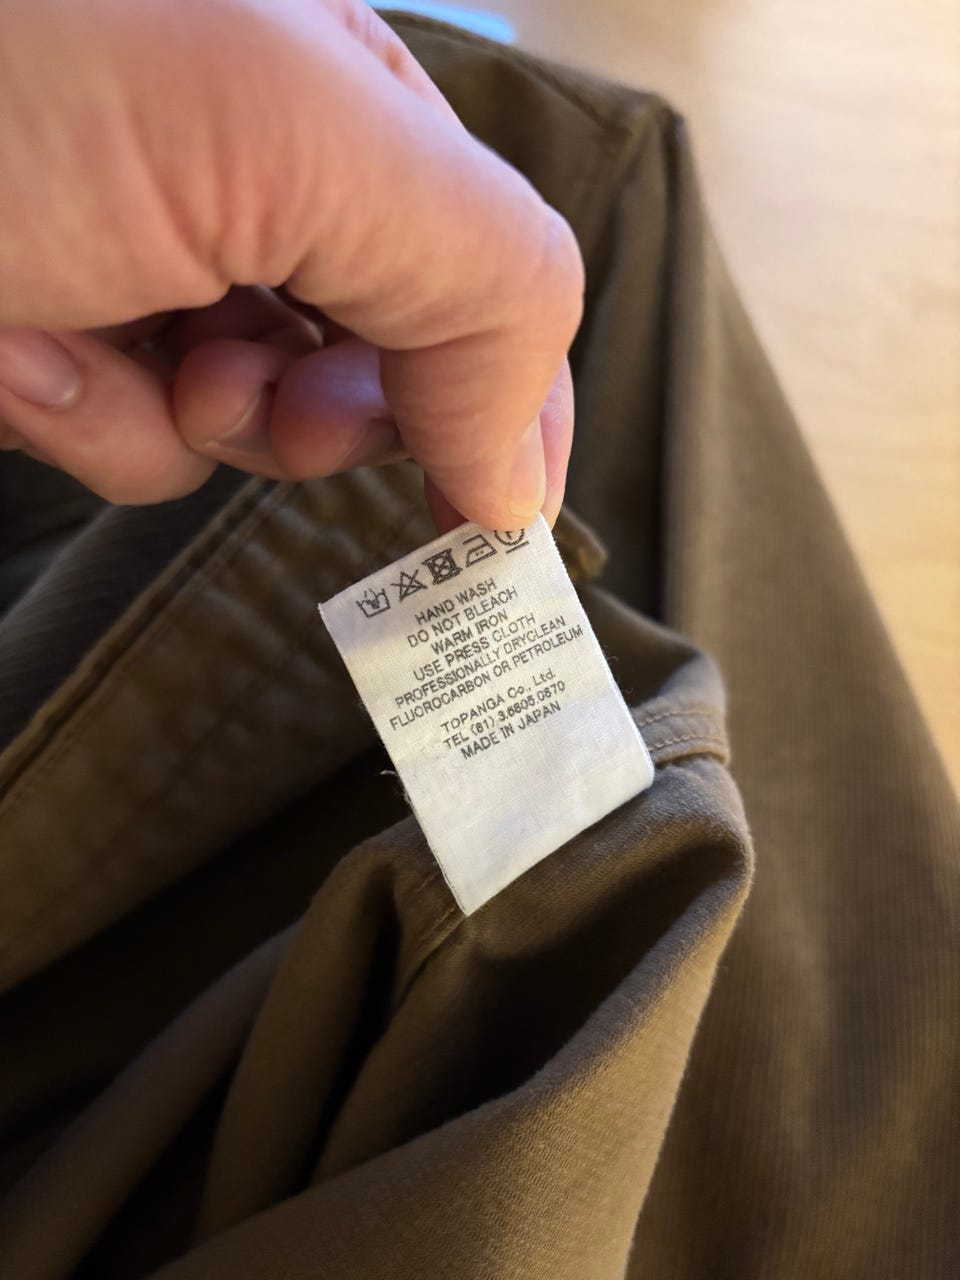 HAND WASH
DO NOT BLEACH
WARM IRON
USE PRESS CLOTH
PROFESSIONALLY DRYCLEAN
FLUOROCARBON OR PETROLEUM
TOPANGA Co., Ltd.
TEL (81) 3.6805.0870
MADE IN JAPAN